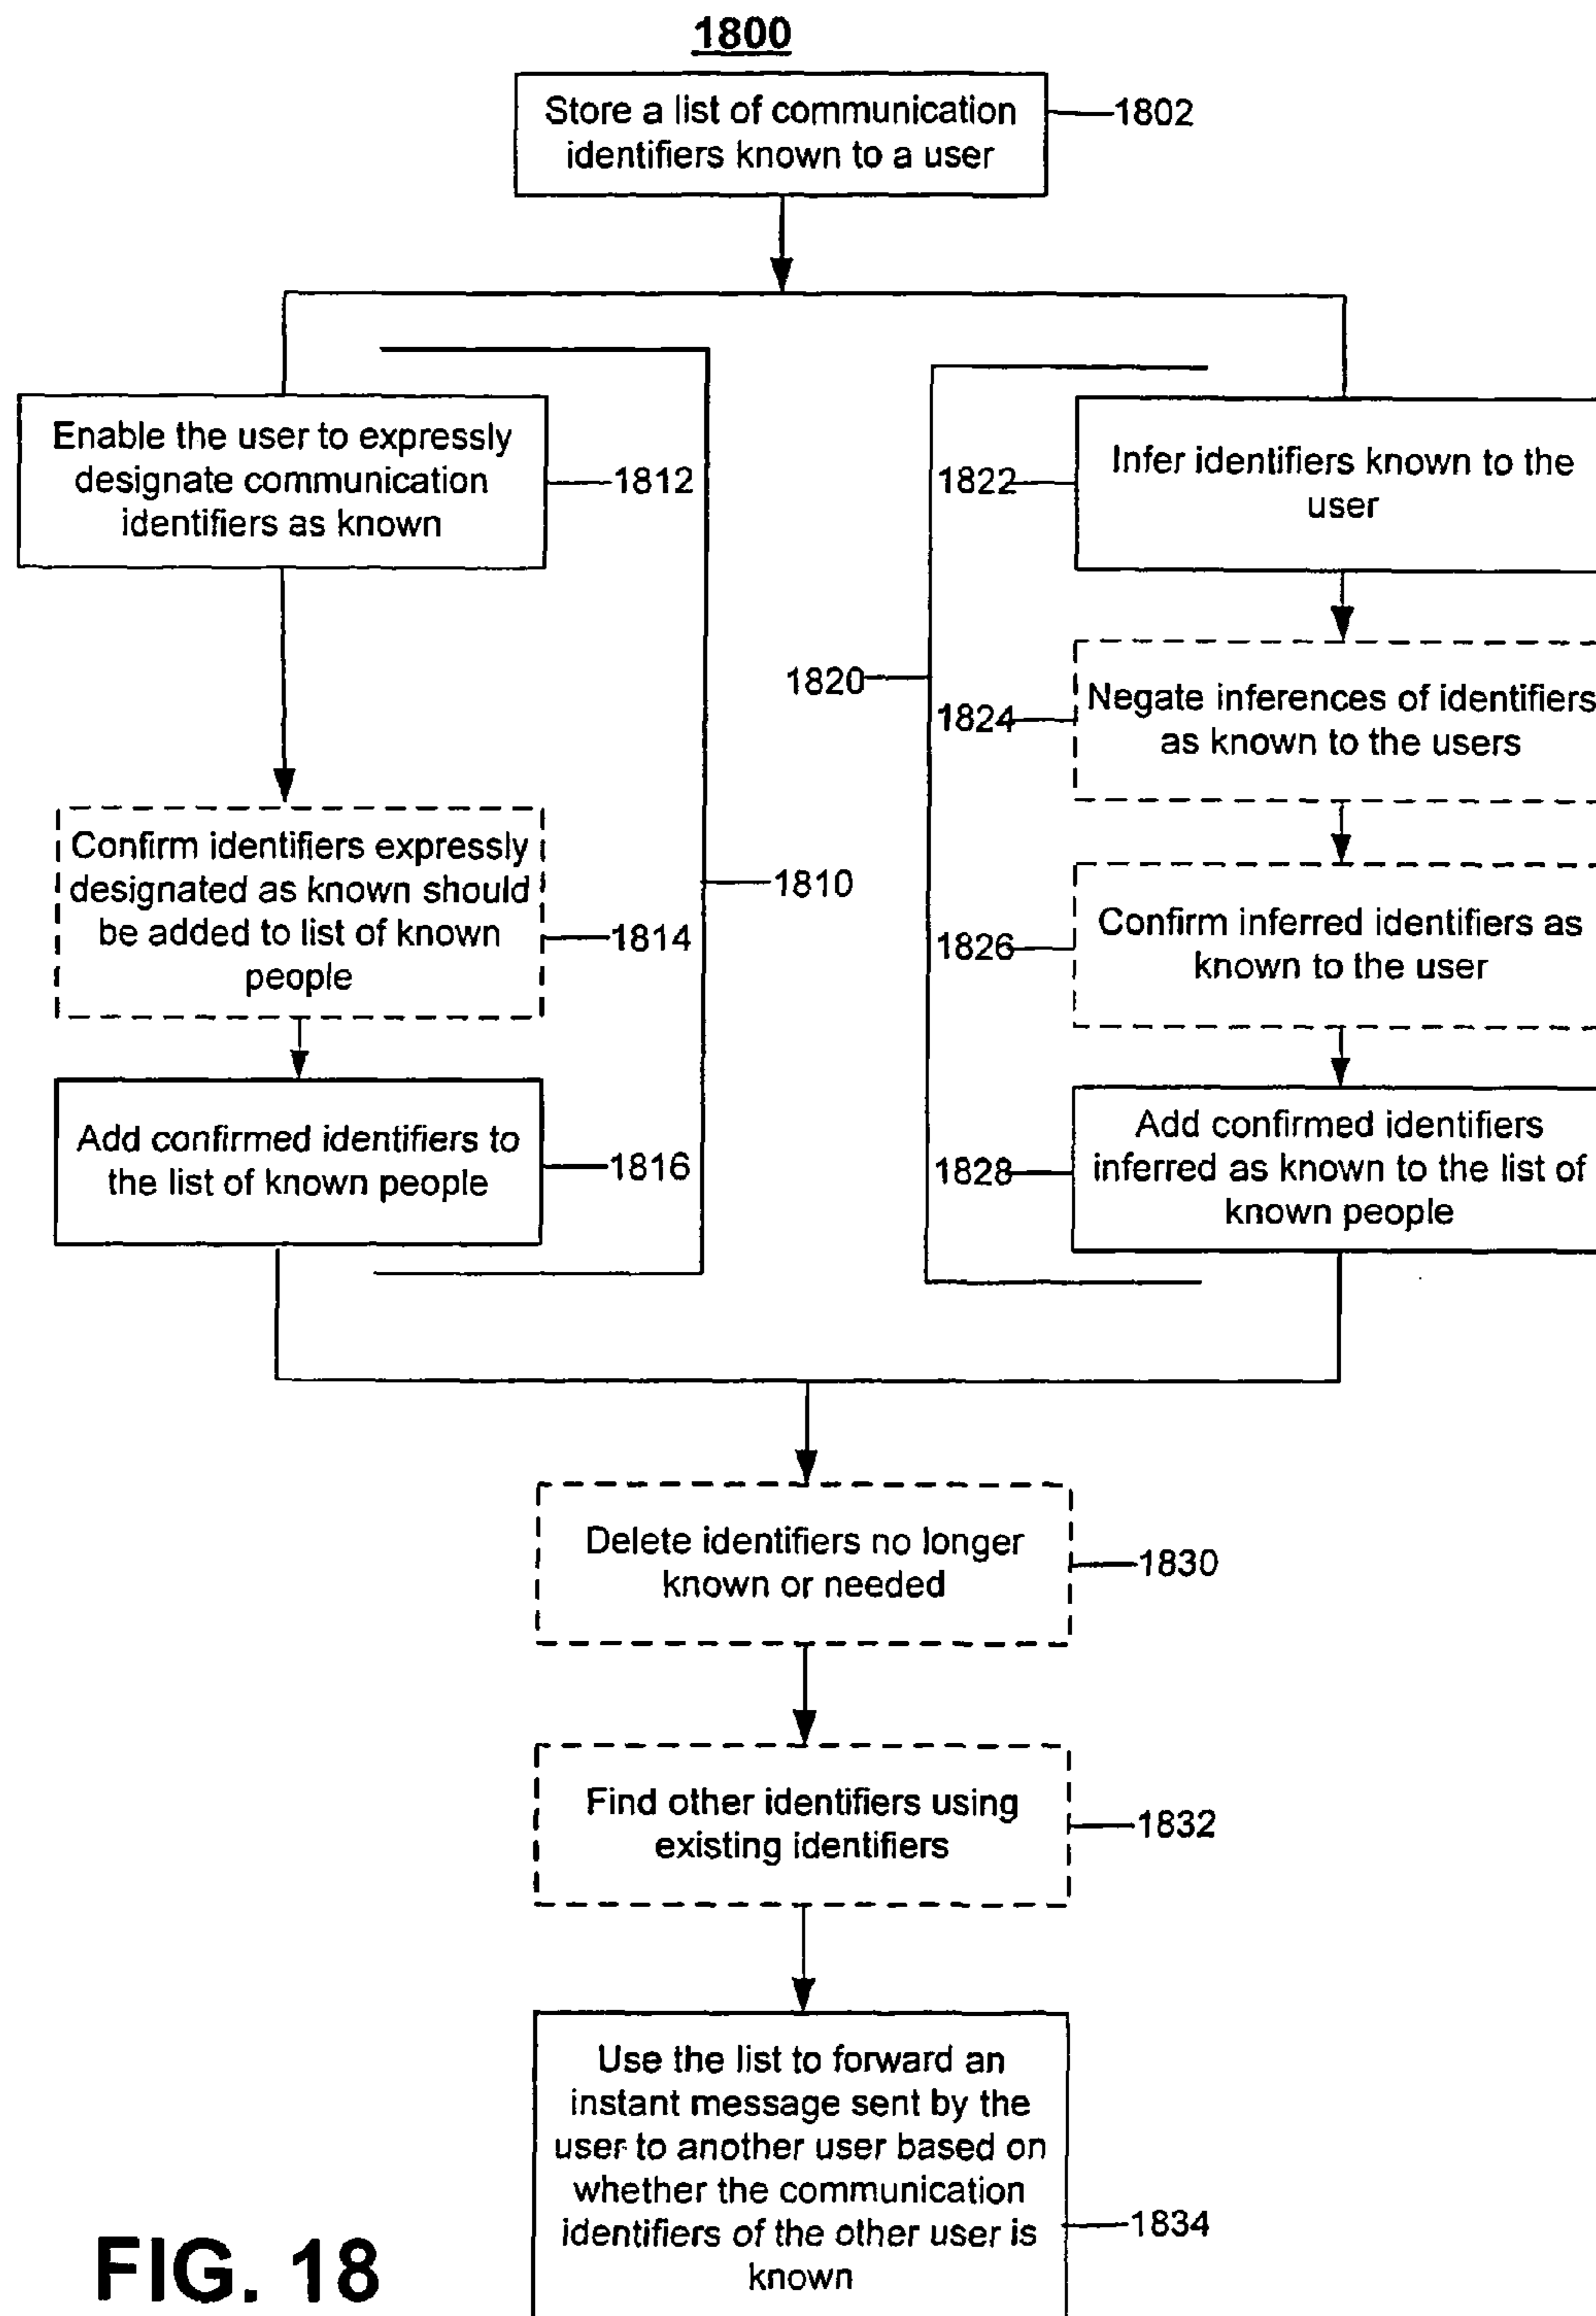 1800
Store a list of communication
identifiers known to a user
1802
Enable the user to expressly
designate communication
identifiers as known
1812
1822
Infer identifiers known to the
user
1820
1824
Negate inferences of identifiers
as known to the users
Confirm identifiers expressly
designated as known should
be added to list of known
people
1814
1810
1826
Confirm inferred identifiers as
known to the user
Add confirmed identifiers to
the list of known people
1816
1828
Add confirmed identifiers
inferred as known to the list of
known people
Delete identifiers no longer
known or needed
1830
Find other identifiers using
existing identifiers
1832
Use the list to forward an
instant message sent by the
user to another user based on
whether the communication
identifiers of the other user is
known
1834
FIG. 18